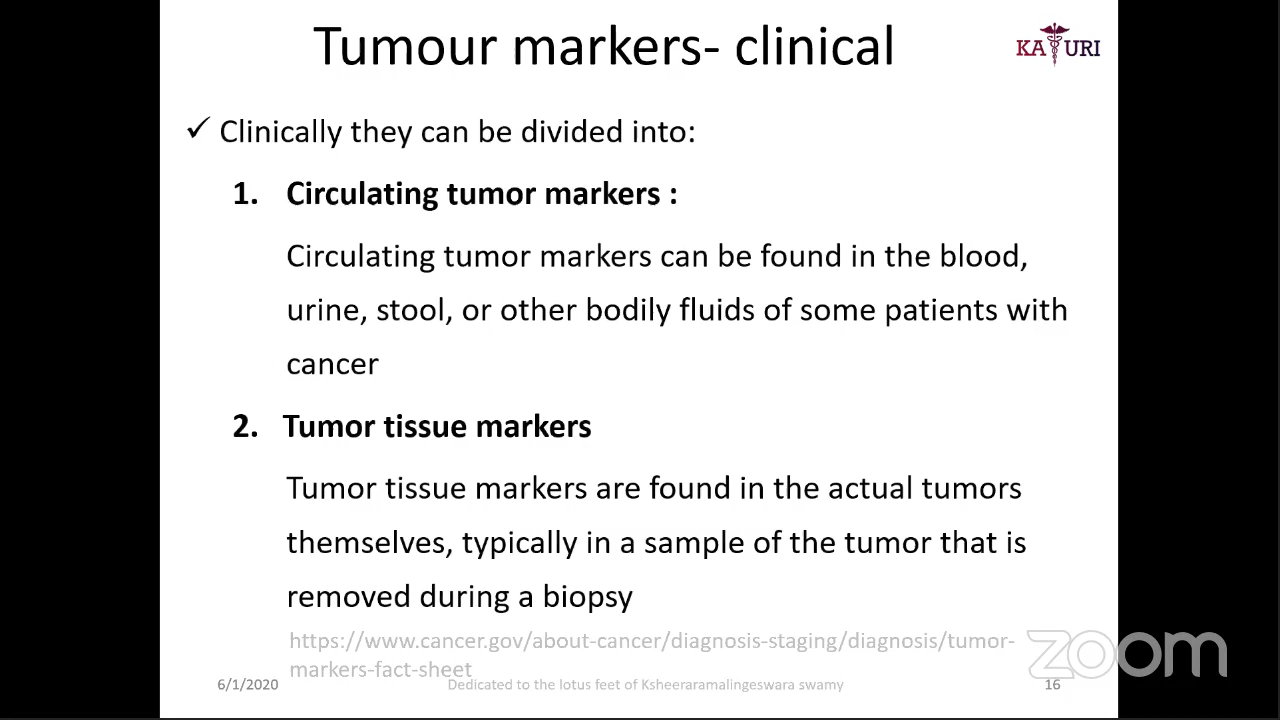 Tumour markers- clinical
KATURI
✓ Clinically they can be divided into:
1. Circulating tumor markers :
Circulating tumor markers can be found in the blood,
urine, stool, or other bodily fluids of some patients with
cancer
2. Tumor tissue markers
Tumor tissue markers are found in the actual tumors
themselves, typically in a sample of the tumor that is
removed during a biopsy
https://www.cancer.gov/about-cancer/diagnosis-staging/diagnosis/tumor-
markers-fact-sheet
6/1/2020
Dedicated to the lotus feet of Ksheeraramalingeswara swamy
16
zoom